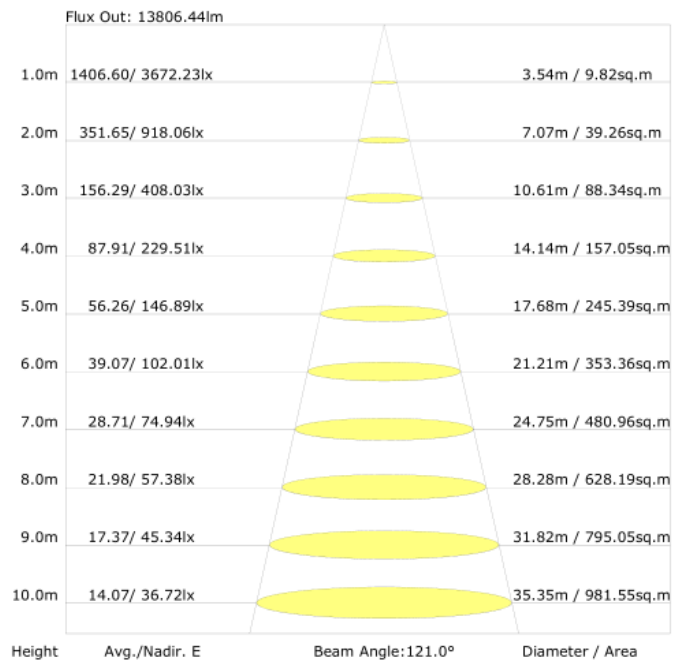 Flux Out: 13806.44lm
1.0m 1406.60/ 3672.23lx 3.54m / 9.82sq.m
2.0m 351.65/ 918.06lx 7.07m / 39.26sq.m
3.0m 156.29/ 408.03lx 10.61m / 88.34sq.m
4.0m 87.91/ 229.51lx 14.14m / 157.05sq.m
5.0m 56.26/ 146.89lx 17.68m / 245.39sq.m
6.0m 39.07/ 102.01lx 21.21m / 353.36sq.m
7.0m 28.71/ 74.94lx 24.75m / 480.96sq.m
8.0m 21.98/ 57.38lx 28.28m / 628.19sq.m
9.0m 17.37/ 45.34lx 31.82m / 795.05sq.m
10.0m 14.07/ 36.72lx 35.35m / 981.55sq.m
Height Avg./Nadir. E Beam Angle:121.0° Diameter / Area